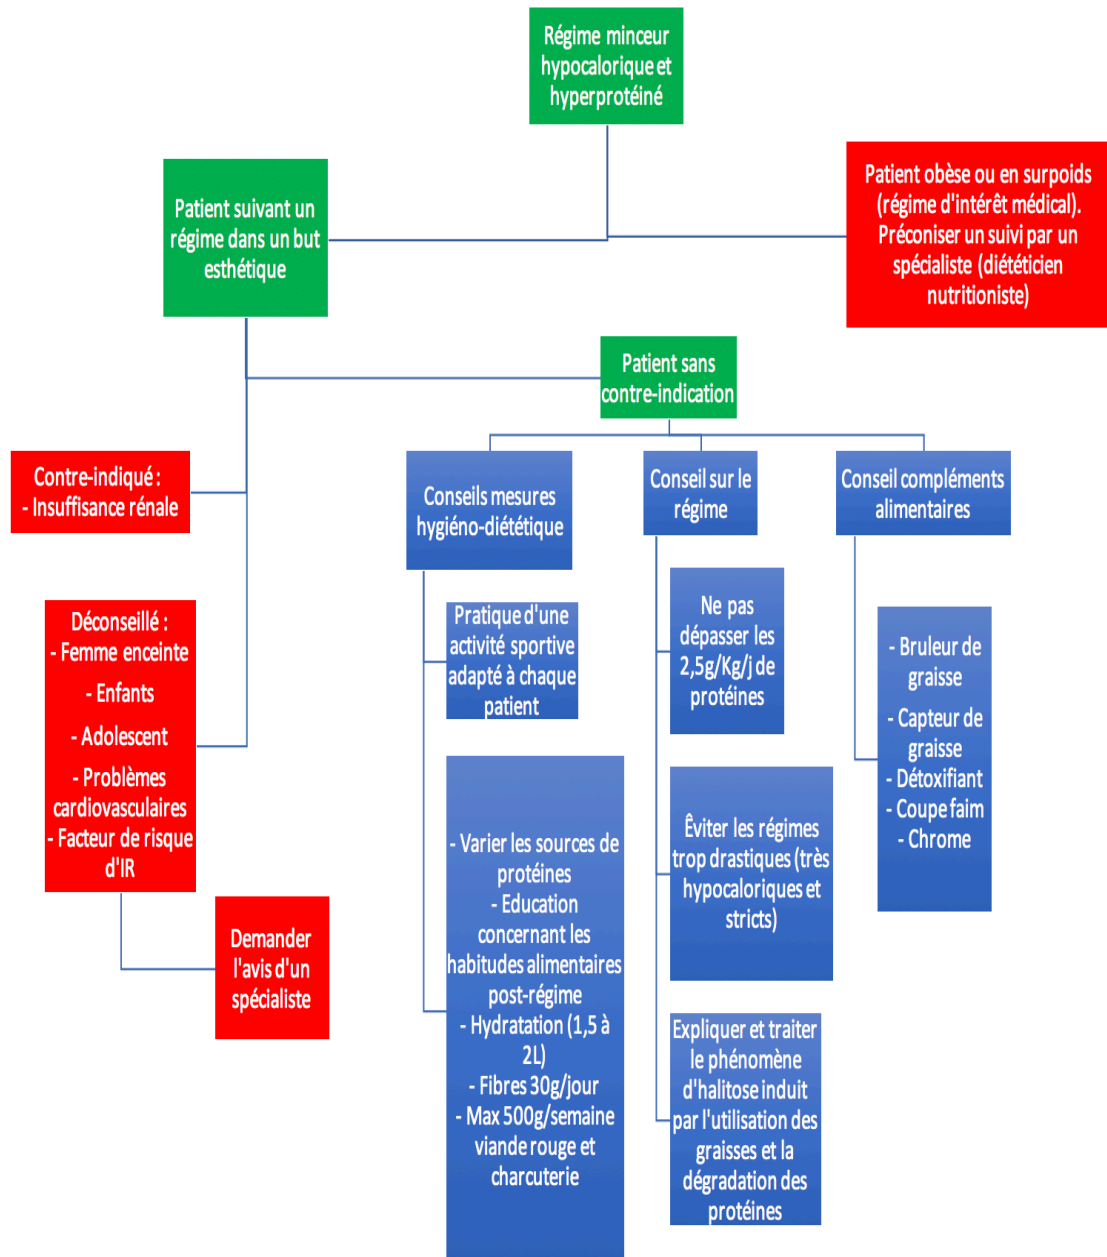 Régime minceur
hypocalorique et
hyperprotéiné
Patient obèse ou en surpoids
(régime d'intérêt médical).
Préconiser un suivi par un
spécialiste (diététicien
nutritioniste)
Patient suivant un
régime dans un but
esthétique
Patient sans
contre-indication
Contre-indiqué :
- Insuffisance rénale
Déconseillé :
- Femme enceinte
- Enfants
- Adolescent
- Problèmes
cardiovasculaires
- Facteur de risque
d'IR
Demander
l'avis d'un
spécialiste
Conseils mesures
hygiéno-diététique
Pratique d'une
activité sportive
adapté à chaque
patient
- Varier les sources de
protéines
- Education
concernant les
habitudes alimentaires
post-régime
- Hydratation (1,5 à
2L)
- Fibres 30g/jour
- Max 500g/semaine
viande rouge et
charcuterie
Conseil sur le
régime
Ne pas
dépasser les
2,5g/Kg/j de
protéines
Êviter les régimes
trop drastiques (très
hypocaloriques et
stricts)
Expliquer et traiter
le phénomène
d'halitose induit
par l'utilisation des
graisses et la
dégradation des
protéines
Conseil compléments
alimentaires
- Bruleur de
graisse
- Capteur de
graisse
- Détoxifiant
- Coupe faim
- Chrome